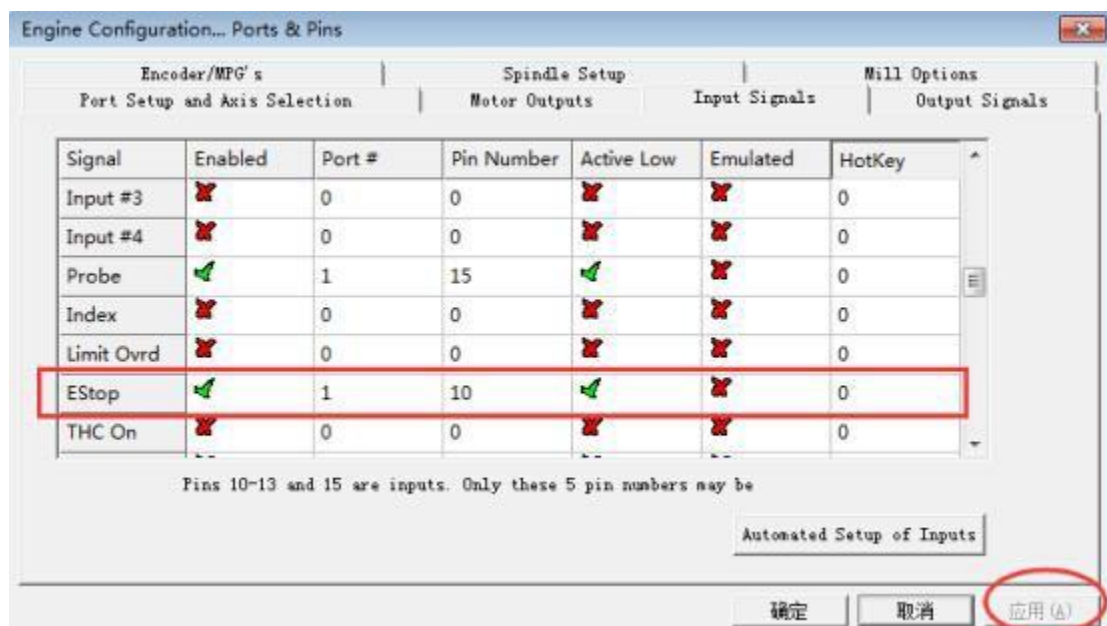 Engine Configuration... Ports & Pins
Encoder/MPG's Spindle Setup Mill Options
Port Setup and Axis Selection Motor Outputs Input Signals Output Signals
Signal Enabled Port # Pin Number Active Low Emulated HotKey
Input #3 0 0 0
Input #4 0 0 0
Probe 1 15 0
Index 0 0 0
Limit Ovrd 0 0 0
EStop 1 10 0
THC On 0 0 0
Pins 10-13 and 15 are inputs. Only these 5 pin numbers may be
Automated Setup of Inputs
确定 取消 应用(A)